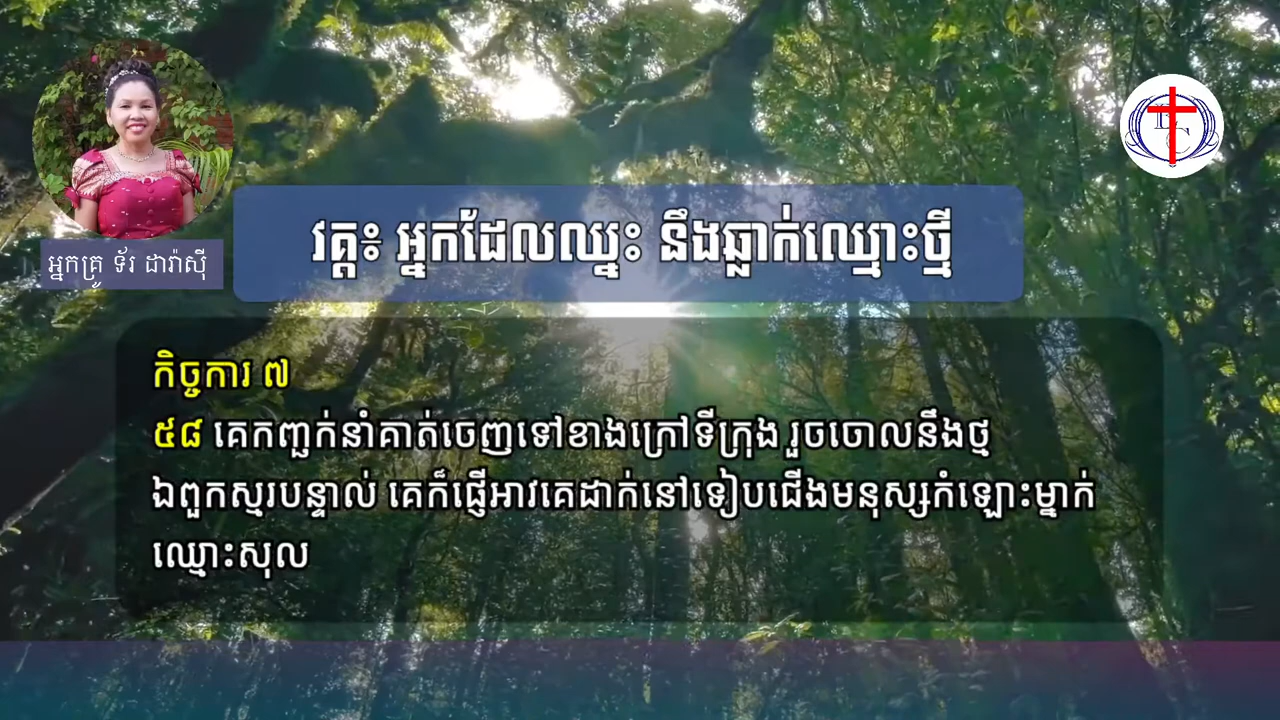 វគ្គ៖ អ្នកដែលឈ្នះ នឹងឆ្លាក់ឈ្មោះថ្មី
អ្នកគ្រូ ទ័រ ដារ៉ាស៊ី
កិច្ចការ ៧
៥៨ គេកញ្ឆក់នាំគាត់ចេញទៅខាងក្រៅទីក្រុង រួចចោលនឹងថ្ម
ឯពួកស្មរបន្ទាល់ គេក៏ផ្ញើអាវគេដាក់នៅទៀបជើងមនុស្សកំឡោះម្នាក់
ឈ្មោះសុល